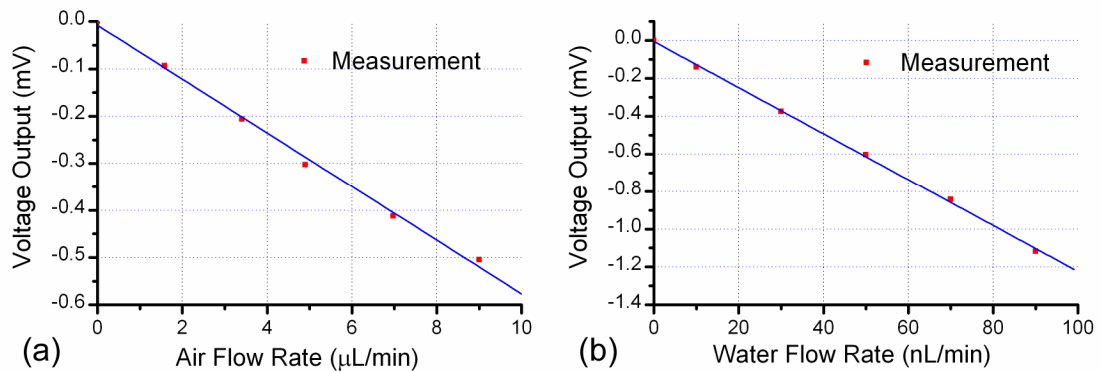 0.0
-0.1
-0.2
-0.3
-0.4
-0.5
-0.6
Voltage Output (mV)
Measurement
0 2 4 6 8 10
Air Flow Rate (μL/min)
(a)
0.0
-0.2
-0.4
-0.6
-0.8
-1.0
-1.2
-1.4
Voltage Output (mV)
Measurement
0 20 40 60 80 100
Water Flow Rate (nL/min)
(b)